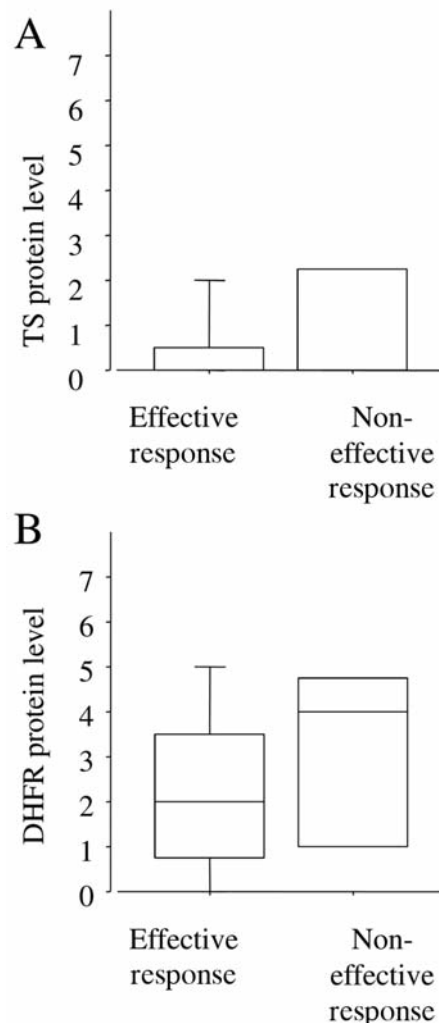 A
7
6
5
4
3
2
1
0
TS protein level
Effective
response
Non-
effective
response
B
7
6
5
4
3
2
1
0
DHFR protein level
Effective
response
Non-
effective
response